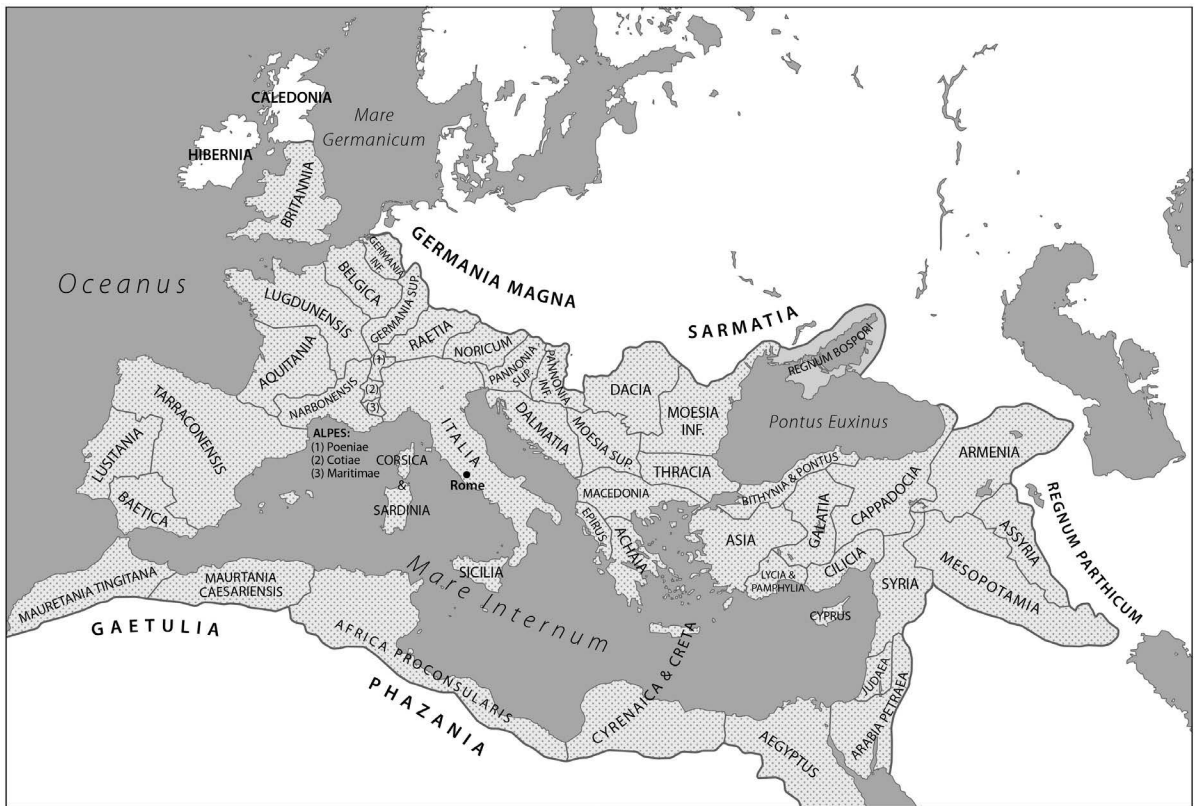 CALEDONIA
Mare
Germanicum
HIBERNIA
BRITANNIA
Oceanus
GERMANIA MAGNA
GERMANIA
INF.
BELGICA
LUGDUNENSIS
GERMANIA SUP.
SARMATIA
RAETIA
NORICUM
PANNONIA
SUP.
PANNONIA
INF.
REGNUM BOSPORI
AQUITANIA
(1)
(2)
(3)
NARBONENSIS
DACIA
MOESIA
INF.
Pontus Euxinus
TARRACONENSIS
LUSITANIA
BAETICA
ALPES:
(1) Poeniae
(2) Cotiae
(3) Maritimae
CORSICA
&
SARDINIA
ITALIA
Rome
DALMATIA
MOESIA SUP.
THRACIA
MACEDONIA
EPIRUS
ACHAIA
BITHYNIA & PONTUS
ASIA
GALATIA
CAPPADOCIA
ARMENIA
REGNUM PARTHICUM
ASSYRIA
MESOPOTAMIA
LYCIA &
PAMPHYLIA
CILICIA
SYRIA
CYPRUS
SICILIA
Mare Internum
MAURETANIA TINGITANA
MAURTANIA
CAESARIENSIS
GAETULIA
AFRICA PROCONSULARIS
PHAZANIA
CYRENAICA & CRETA
AEGYPTUS
JUDAEA
ARABIA PETRAEA